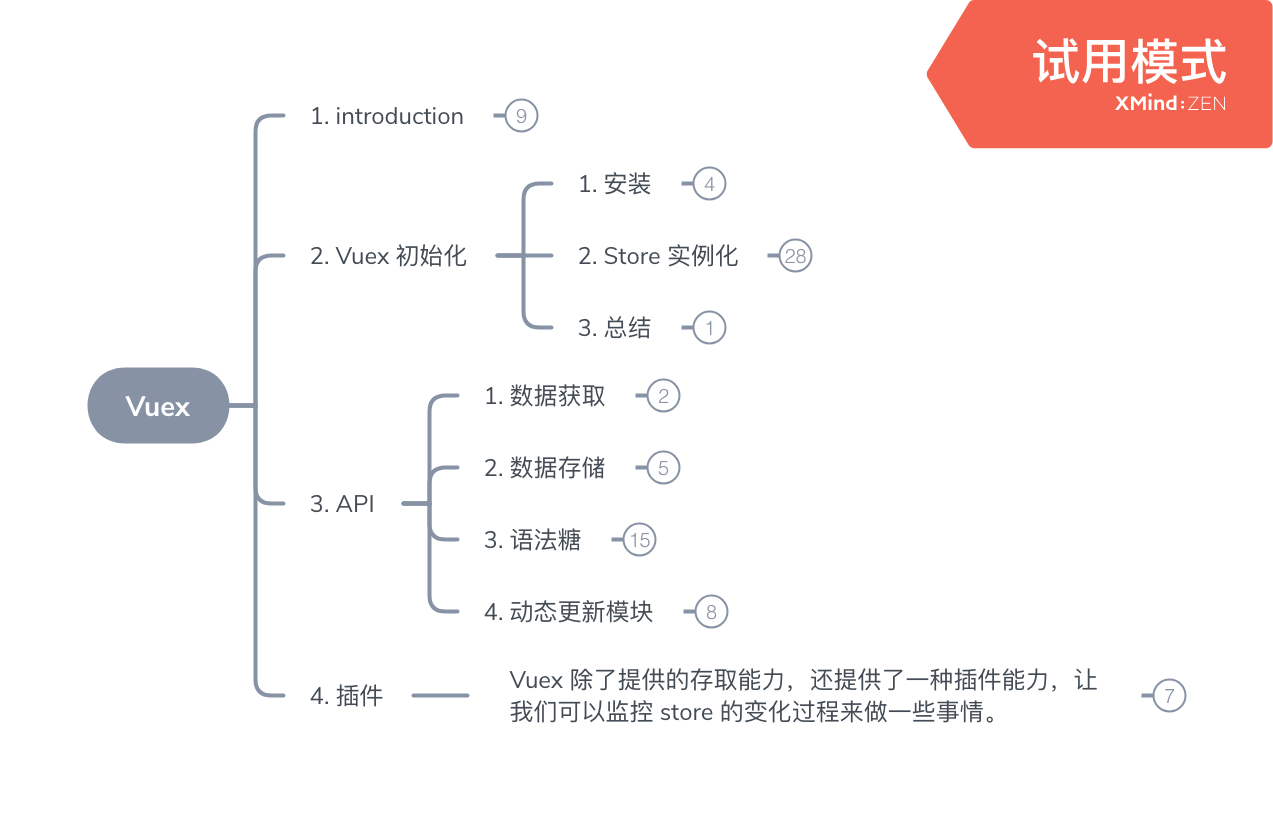 试用模式
XMind:ZEN
1. introduction 9
1. 安装 4
2. Vuex 初始化
2. Store 实例化 28
3. 总结 1
1. 数据获取 2
Vuex
2. 数据存储 5
3. API
3. 语法糖 15
4. 动态更新模块 8
4. 插件
Vuex 除了提供的存取能力，还提供了一种插件能力，让
我们可以监控 store 的变化过程来做一些事情。
7